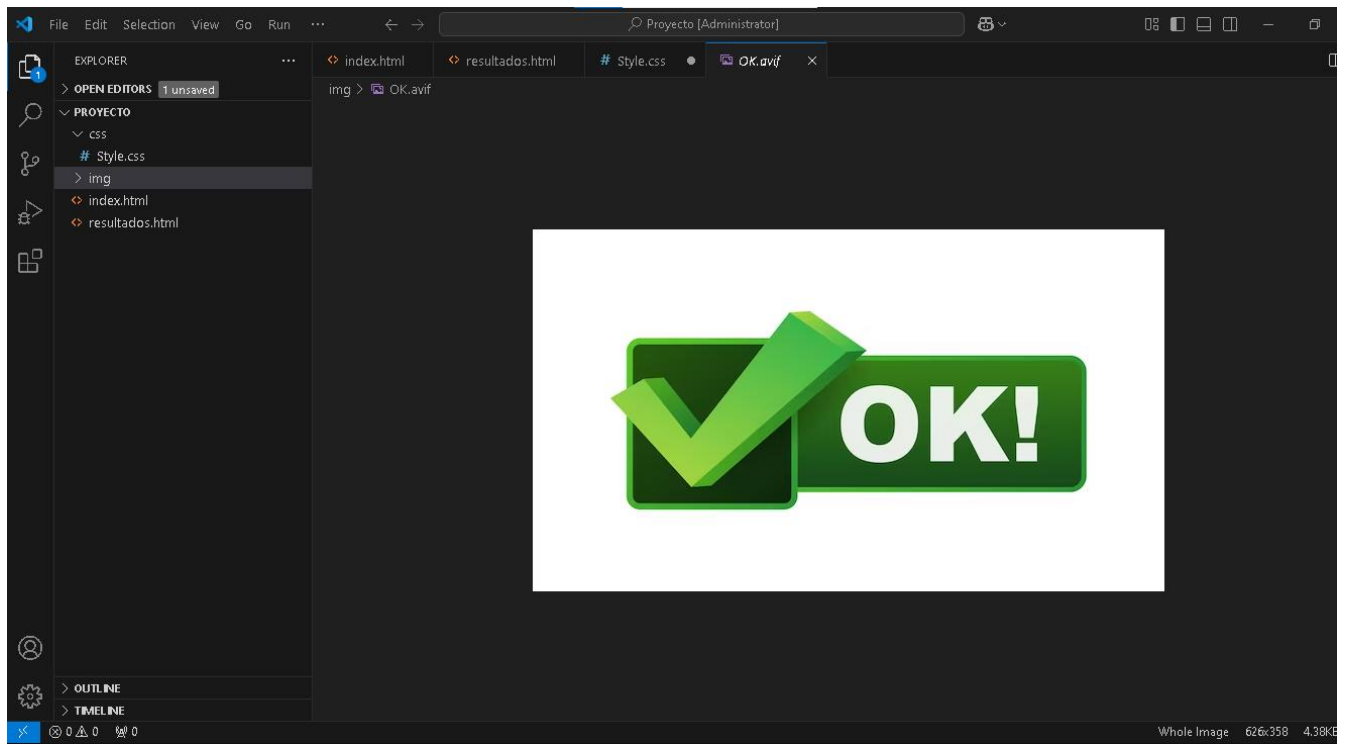 File Edit Selection View Go Run ··· Proyecto [Administrator]
EXPLORER ···
index.html resultados.html # Style.css OK.avif
OPEN EDITORS 1 unsaved
img > OK.avif
PROYECTO
css
# Style.css
img
index.html
resultados.html
1
OK!
OUTLINE
TIMELINE
0 0 0 Whole Image 626x358 4.38KB